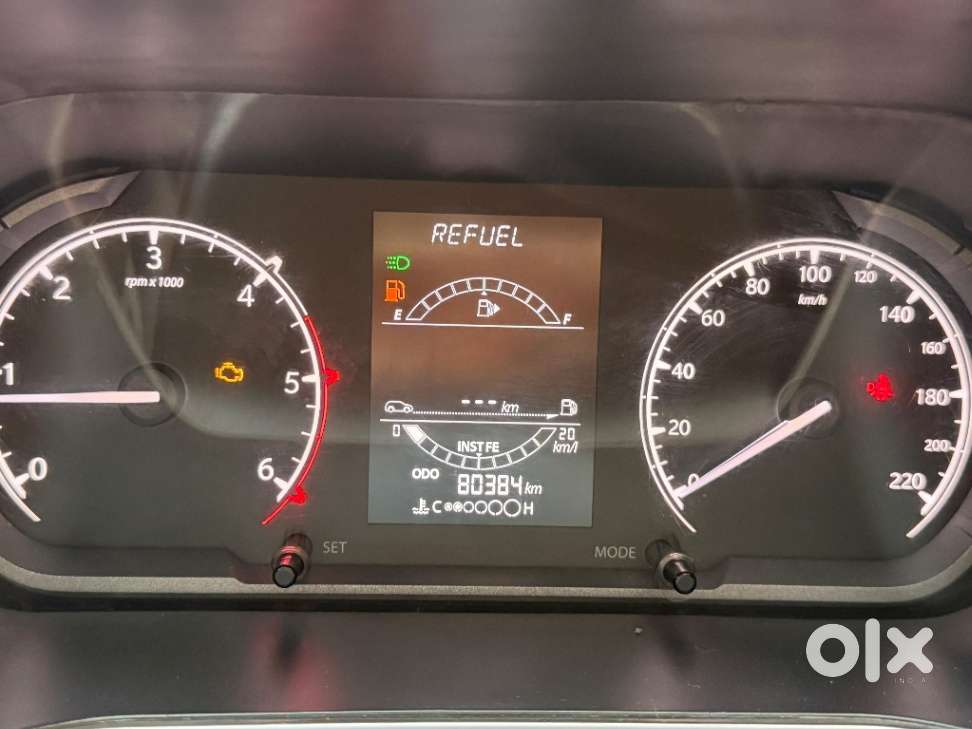 REFUEL
E F
--- km
0 20
km/l
INST FE
ODO 80384 km
C H
0 1 2 3 4 5 6
rpm x 1000
0 20 40 60 80 100 120 140 160 180 200 220
km/h
SET
MODE
olx
INDIA